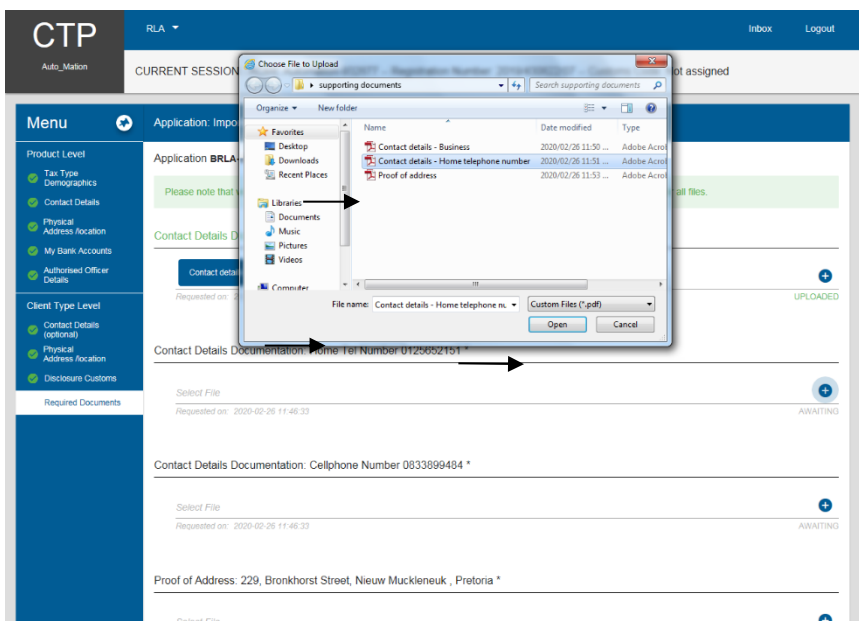 CTP
Auto_Mation
RLA
Inbox
Logout
CURRENT SESSION
ot assigned
Menu
Product Level
Tax Type
Demographics
Contact Details
Physical
Address /location
My Bank Accounts
Authorised Officer
Details
Client Type Level
Contact Details
(optional)
Physical
Address /location
Disclosure Customs
Required Documents
Application: Impo
Application BRLA-
Please note that
all files.
Contact Details D
Contact detai
Requested on: 2
UPLOADED
Choose File to Upload
supporting documents
Search supporting documents
Organize
New folder
Favorites
Desktop
Downloads
Recent Places
Libraries
Documents
Music
Pictures
Videos
Computer
Name
Date modified
Type
Contact details - Business
2020/02/26 11:50 ...
Adobe Acrol
Contact details - Home telephone number
2020/02/26 11:51 ...
Adobe Acrol
Proof of address
2020/02/26 11:53 ...
Adobe Acrol
File name:
Contact details - Home telephone nu
Custom Files (*.pdf)
Open
Cancel
Contact Details Documentation: Home Tel Number 0125652151 *
Select File
Requested on: 2020-02-26 11:46:33
AWAITING
Contact Details Documentation: Cellphone Number 0833899484 *
Select File
Requested on: 2020-02-26 11:46:33
AWAITING
Proof of Address: 229, Bronkhorst Street, Nieuw Muckleneuk , Pretoria *
Select File